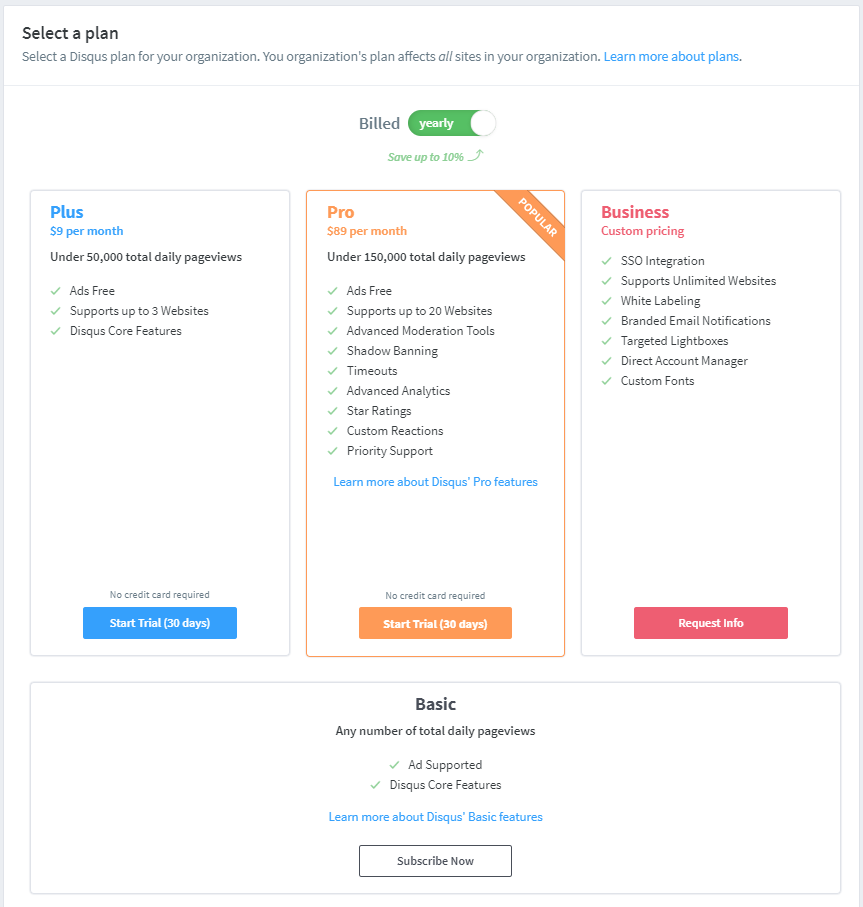 Select a plan
Select a Disqus plan for your organization. You organization's plan affects all sites in your organization. Learn more about plans.
Billed yearly
Save up to 10%
Plus
$9 per month
Under 50,000 total daily pageviews
Ads Free
Supports up to 3 Websites
Disqus Core Features
No credit card required
Start Trial (30 days)
POPULAR
Pro
$89 per month
Under 150,000 total daily pageviews
Ads Free
Supports up to 20 Websites
Advanced Moderation Tools
Shadow Banning
Timeouts
Advanced Analytics
Star Ratings
Custom Reactions
Priority Support
Learn more about Disqus' Pro features
No credit card required
Start Trial (30 days)
Business
Custom pricing
SSO Integration
Supports Unlimited Websites
White Labeling
Branded Email Notifications
Targeted Lightboxes
Direct Account Manager
Custom Fonts
Request Info
Basic
Any number of total daily pageviews
Ad Supported
Disqus Core Features
Learn more about Disqus' Basic features
Subscribe Now